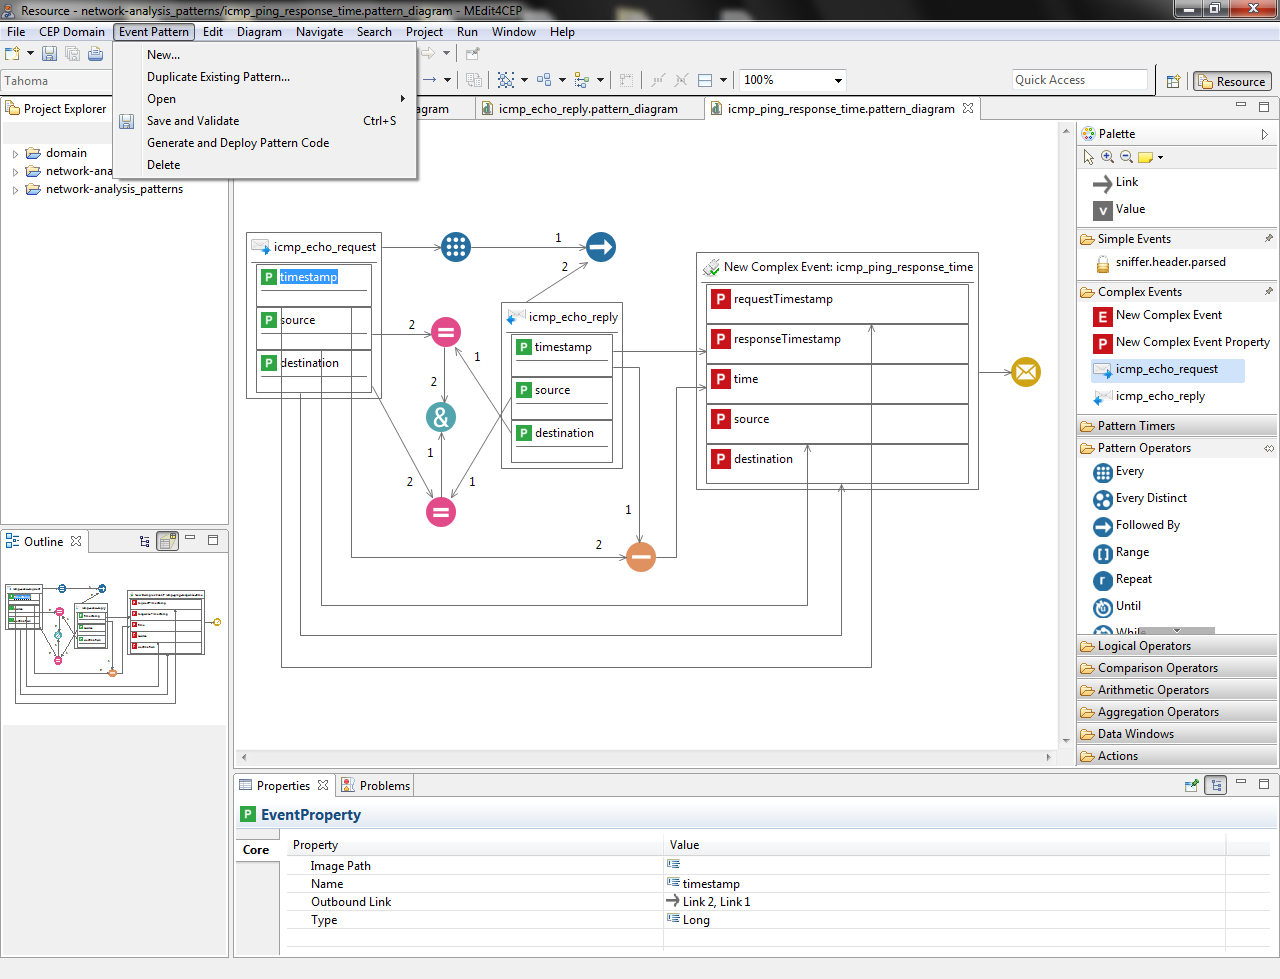 Resource - network-analysis_patterns/icmp_ping_response_time.pattern_diagram - MEdit4CEP
File CEP Domain Event Pattern Edit Diagram Navigate Search Project Run Window Help
New...
Duplicate Existing Pattern...
Open
Save and Validate Ctrl+S
Generate and Deploy Pattern Code
Delete
Tahoma
100%
Quick Access
Resource
Project Explorer
domain
network-ana
network-analysis_patterns
agram
icmp_echo_reply.pattern_diagram
icmp_ping_response_time.pattern_diagram
icmp_echo_request
P timestamp
P source
P destination
1
2
2
1
2
&
1
2
1
1
2
icmp_echo_reply
P timestamp
P source
P destination
New Complex Event: icmp_ping_response_time
P requestTimestamp
P responseTimestamp
P time
P source
P destination
Palette
Link
v Value
Simple Events
sniffer.header.parsed
Complex Events
E New Complex Event
P New Complex Event Property
icmp_echo_request
icmp_echo_reply
Pattern Timers
Pattern Operators
Every
Every Distinct
Followed By
Range
r Repeat
Until
Logical Operators
Comparison Operators
Arithmetic Operators
Aggregation Operators
Data Windows
Actions
Outline
Properties
Problems
P EventProperty
Core
Property Value
Image Path
Name timestamp
Outbound Link Link 2, Link 1
Type Long